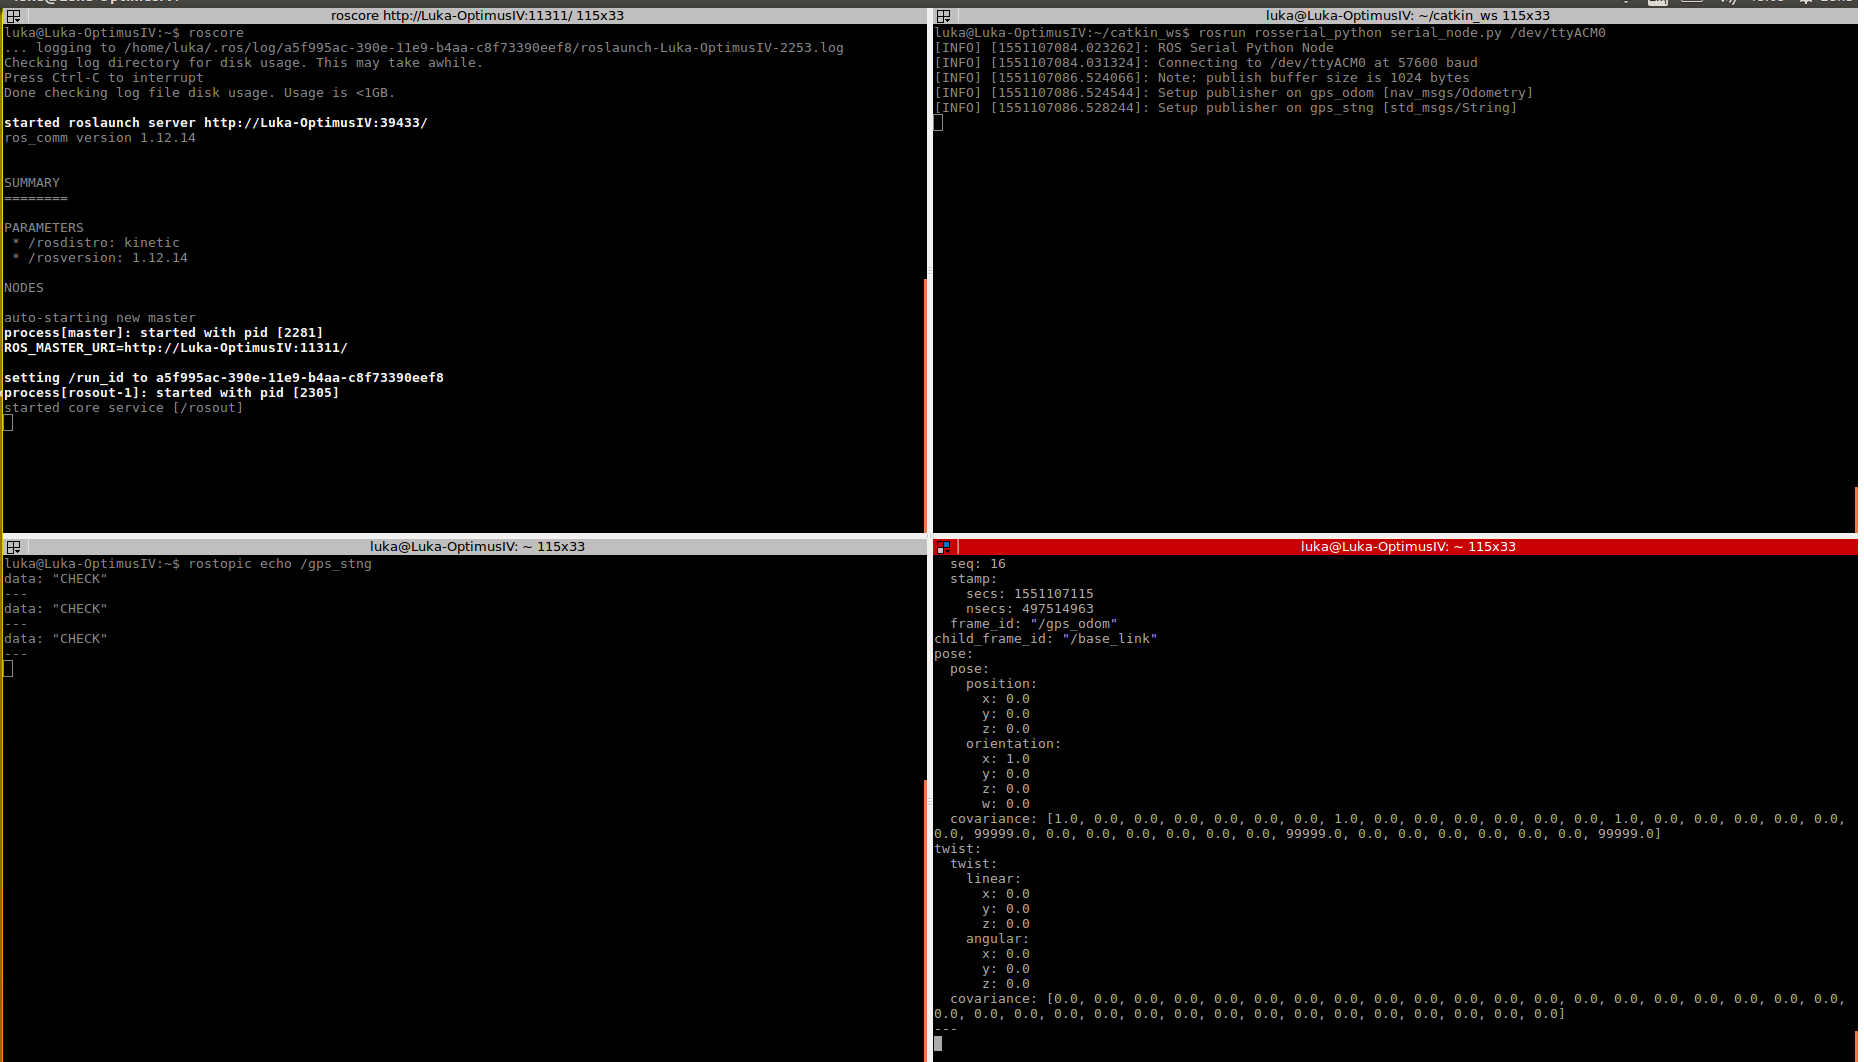 roscore http://Luka-OptimusIV:11311/ 115x33
luka@Luka-OptimusIV:~$ roscore
... logging to /home/luka/.ros/log/a5f995ac-390e-11e9-b4aa-c8f73390eef8/roslaunch-Luka-OptimusIV-2253.log
Checking log directory for disk usage. This may take awhile.
Press Ctrl-C to interrupt
Done checking log file disk usage. Usage is <1GB.
started roslaunch server http://Luka-OptimusIV:39433/
ros_comm version 1.12.14
SUMMARY
========
PARAMETERS
 * /rosdistro: kinetic
 * /rosversion: 1.12.14
NODES
auto-starting new master
process[master]: started with pid [2281]
ROS_MASTER_URI=http://Luka-OptimusIV:11311/
setting /run_id to a5f995ac-390e-11e9-b4aa-c8f73390eef8
process[rosout-1]: started with pid [2305]
started core service [/rosout]
luka@Luka-OptimusIV: ~/catkin_ws 115x33
luka@Luka-OptimusIV:~/catkin_ws$ rosrun rosserial_python serial_node.py /dev/ttyACM0
[INFO] [1551107084.023262]: ROS Serial Python Node
[INFO] [1551107084.031324]: Connecting to /dev/ttyACM0 at 57600 baud
[INFO] [1551107086.524066]: Note: publish buffer size is 1024 bytes
[INFO] [1551107086.524544]: Setup publisher on gps_odom [nav_msgs/Odometry]
[INFO] [1551107086.528244]: Setup publisher on gps_stng [std_msgs/String]
luka@Luka-OptimusIV: ~ 115x33
luka@Luka-OptimusIV:~$ rostopic echo /gps_stng
data: "CHECK"
---
data: "CHECK"
---
data: "CHECK"
---
luka@Luka-OptimusIV: ~ 115x33
  seq: 16
  stamp:
    secs: 1551107115
    nsecs: 497514963
  frame_id: "/gps_odom"
child_frame_id: "/base_link"
pose:
  pose:
    position:
      x: 0.0
      y: 0.0
      z: 0.0
    orientation:
      x: 1.0
      y: 0.0
      z: 0.0
      w: 0.0
  covariance: [1.0, 0.0, 0.0, 0.0, 0.0, 0.0, 0.0, 1.0, 0.0, 0.0, 0.0, 0.0, 0.0, 0.0, 1.0, 0.0, 0.0, 0.0, 0.0, 0.0,
0.0, 99999.0, 0.0, 0.0, 0.0, 0.0, 0.0, 0.0, 99999.0, 0.0, 0.0, 0.0, 0.0, 0.0, 0.0, 99999.0]
twist:
  twist:
    linear:
      x: 0.0
      y: 0.0
      z: 0.0
    angular:
      x: 0.0
      y: 0.0
      z: 0.0
  covariance: [0.0, 0.0, 0.0, 0.0, 0.0, 0.0, 0.0, 0.0, 0.0, 0.0, 0.0, 0.0, 0.0, 0.0, 0.0, 0.0, 0.0, 0.0, 0.0, 0.0,
0.0, 0.0, 0.0, 0.0, 0.0, 0.0, 0.0, 0.0, 0.0, 0.0, 0.0, 0.0, 0.0, 0.0, 0.0]
---